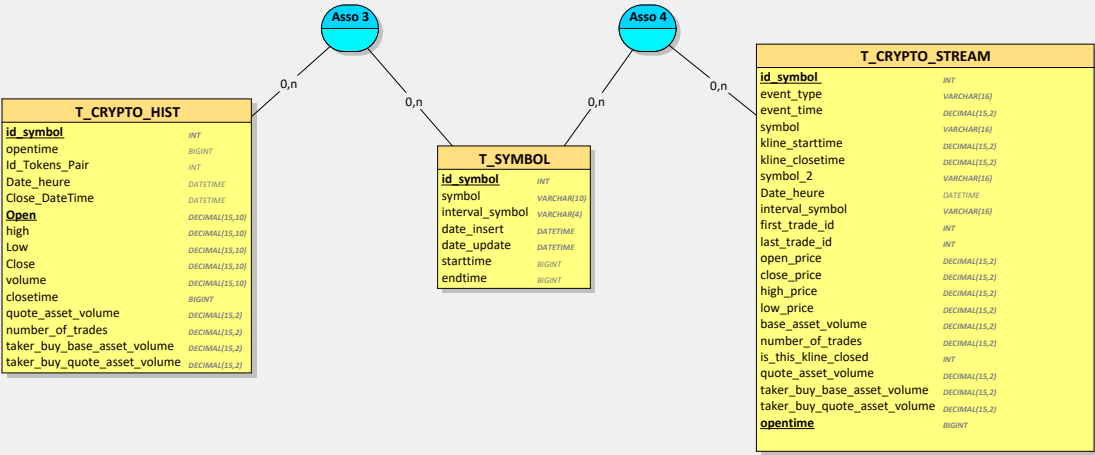 Asso 3
Asso 4
0,n
0,n
0,n
0,n
T_CRYPTO_HIST
id_symbol INT
opentime BIGINT
Id_Tokens_Pair INT
Date_heure DATETIME
Close_DateTime DATETIME
Open DECIMAL(15,10)
high DECIMAL(15,10)
Low DECIMAL(15,10)
Close DECIMAL(15,10)
volume DECIMAL(15,10)
closetime BIGINT
quote_asset_volume DECIMAL(15,2)
number_of_trades DECIMAL(15,2)
taker_buy_base_asset_volume DECIMAL(15,2)
taker_buy_quote_asset_volume DECIMAL(15,2)
T_SYMBOL
id_symbol INT
symbol VARCHAR(10)
interval_symbol VARCHAR(4)
date_insert DATETIME
date_update DATETIME
starttime BIGINT
endtime BIGINT
T_CRYPTO_STREAM
id_symbol INT
event_type VARCHAR(16)
event_time DECIMAL(15,2)
symbol VARCHAR(16)
kline_starttime DECIMAL(15,2)
kline_closetime DECIMAL(15,2)
symbol_2 VARCHAR(16)
Date_heure DATETIME
interval_symbol VARCHAR(16)
first_trade_id INT
last_trade_id INT
open_price DECIMAL(15,2)
close_price DECIMAL(15,2)
high_price DECIMAL(15,2)
low_price DECIMAL(15,2)
base_asset_volume DECIMAL(15,2)
number_of_trades DECIMAL(15,2)
is_this_kline_closed INT
quote_asset_volume DECIMAL(15,2)
taker_buy_base_asset_volume DECIMAL(15,2)
taker_buy_quote_asset_volume DECIMAL(15,2)
opentime BIGINT